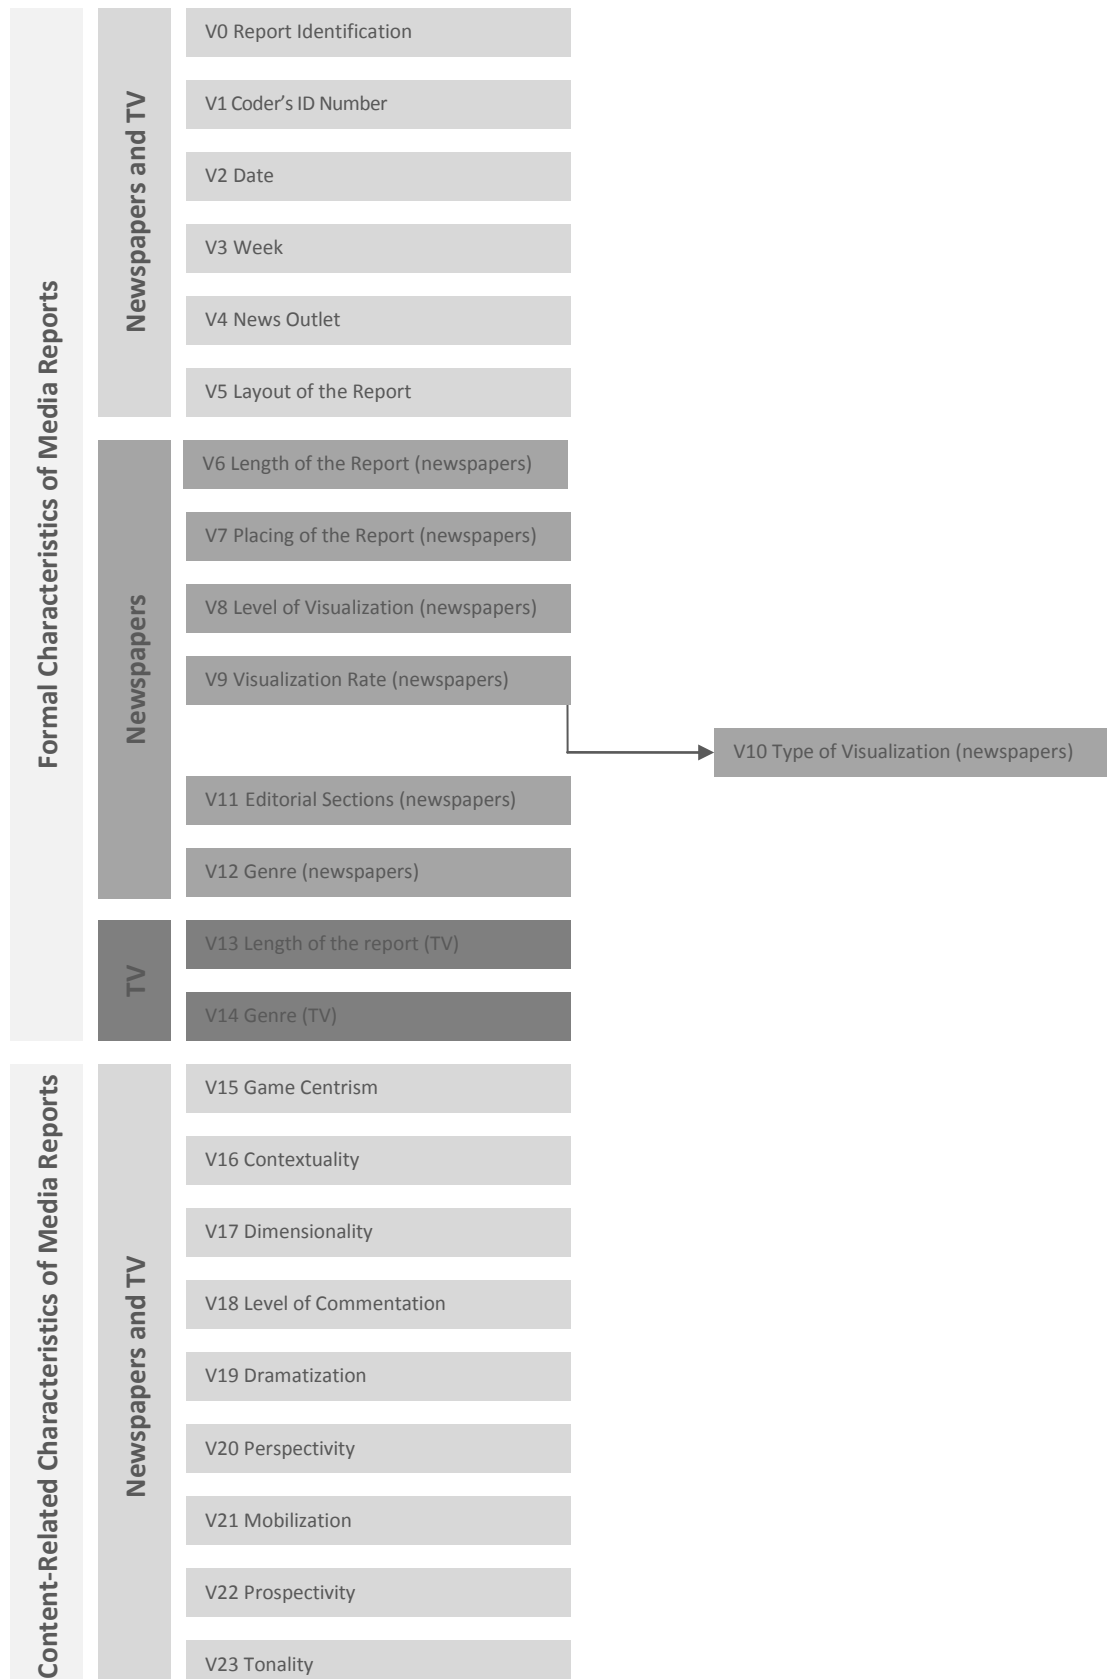 Formal Characteristics of Media Reports
Newspapers and TV
V0 Report Identification
V1 Coder's ID Number
V2 Date
V3 Week
V4 News Outlet
V5 Layout of the Report
Newspapers
V6 Length of the Report (newspapers)
V7 Placing of the Report (newspapers)
V8 Level of Visualization (newspapers)
V9 Visualization Rate (newspapers)
V10 Type of Visualization (newspapers)
V11 Editorial Sections (newspapers)
V12 Genre (newspapers)
TV
V13 Length of the report (TV)
V14 Genre (TV)
Content-Related Characteristics of Media Reports
Newspapers and TV
V15 Game Centrism
V16 Contextuality
V17 Dimensionality
V18 Level of Commentation
V19 Dramatization
V20 Perspectivity
V21 Mobilization
V22 Prospectivity
V23 Tonality